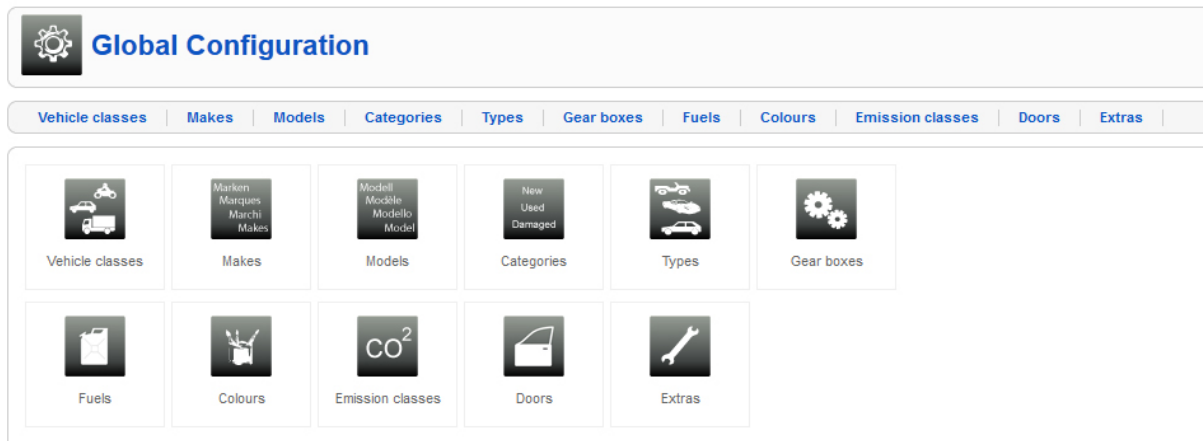 Global Configuration
Vehicle classes Makes Models Categories Types Gear boxes Fuels Colours Emission classes Doors Extras
Marken
Marques
Marchi
Makes
Modell
Modèle
Modello
Model
New
Used
Damaged
Vehicle classes Makes Models Categories Types Gear boxes
CO²
Fuels Colours Emission classes Doors Extras